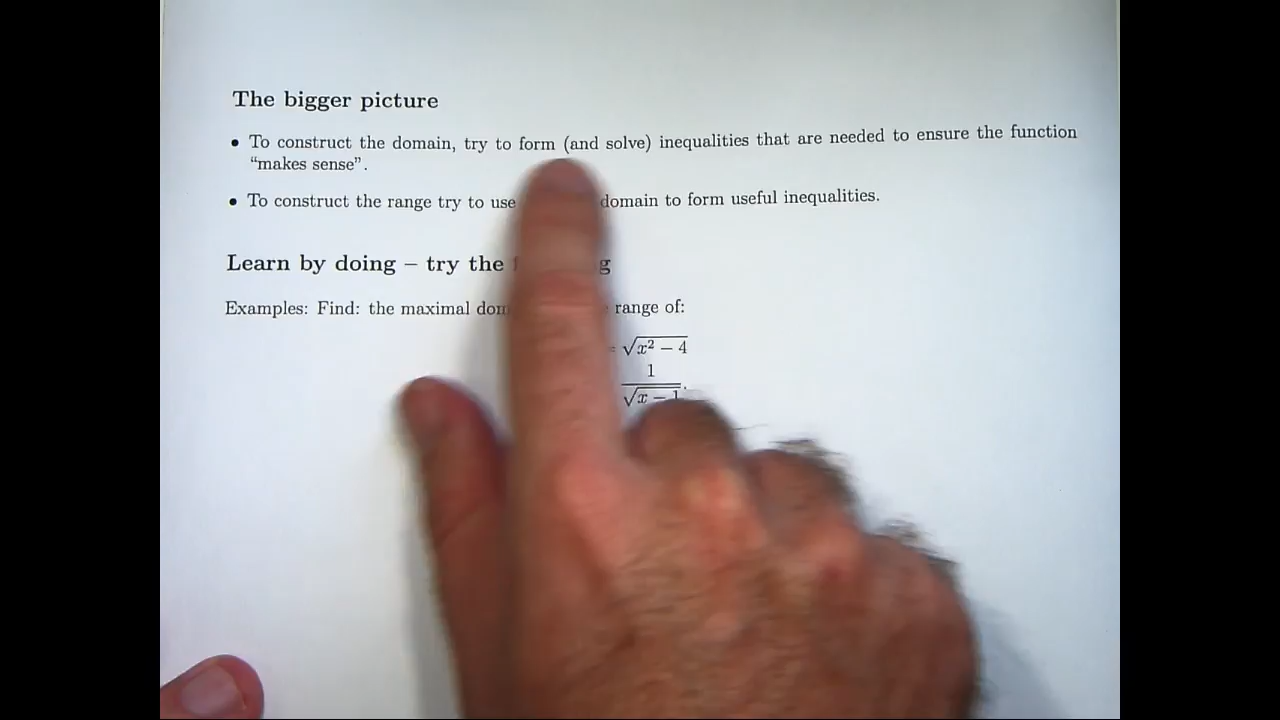 The bigger picture
• To construct the domain, try to form (and solve) inequalities that are needed to ensure the function
“makes sense”.
• To construct the range try to use domain to form useful inequalities.
Learn by doing – try the
Examples: Find: the maximal range of:
√(x² − 4)
1/√(x − 1).